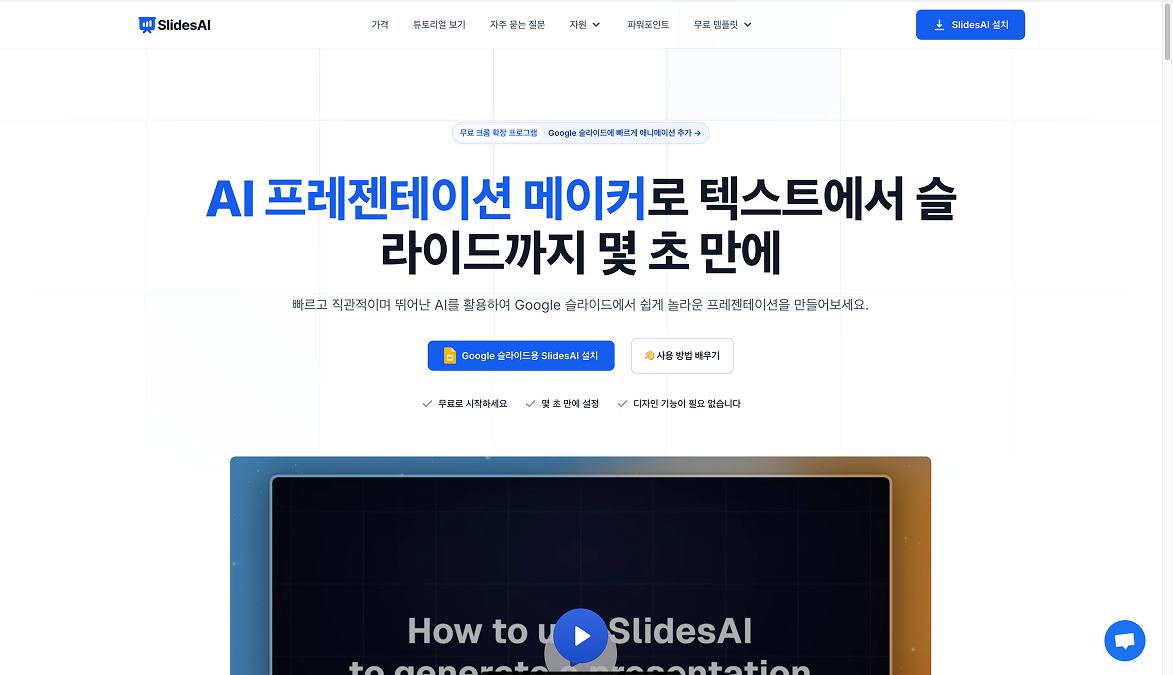 SlidesAI
가격
튜토리얼 보기
자주 묻는 질문
자원
파워포인트
무료 템플릿
SlidesAI 설치
무료 크롬 확장 프로그램
Google 슬라이드에 빠르게 애니메이션 추가 →
AI 프레젠테이션 메이커로 텍스트에서 슬
라이드까지 몇 초 만에
빠르고 직관적이며 뛰어난 AI를 활용하여 Google 슬라이드에서 쉽게 놀라운 프레젠테이션을 만들어보세요.
Google 슬라이드용 SlidesAI 설치
👋 사용 방법 배우기
무료로 시작하세요
몇 초 만에 설정
디자인 기능이 필요 없습니다
How to SlidesAI
to generate a presentation